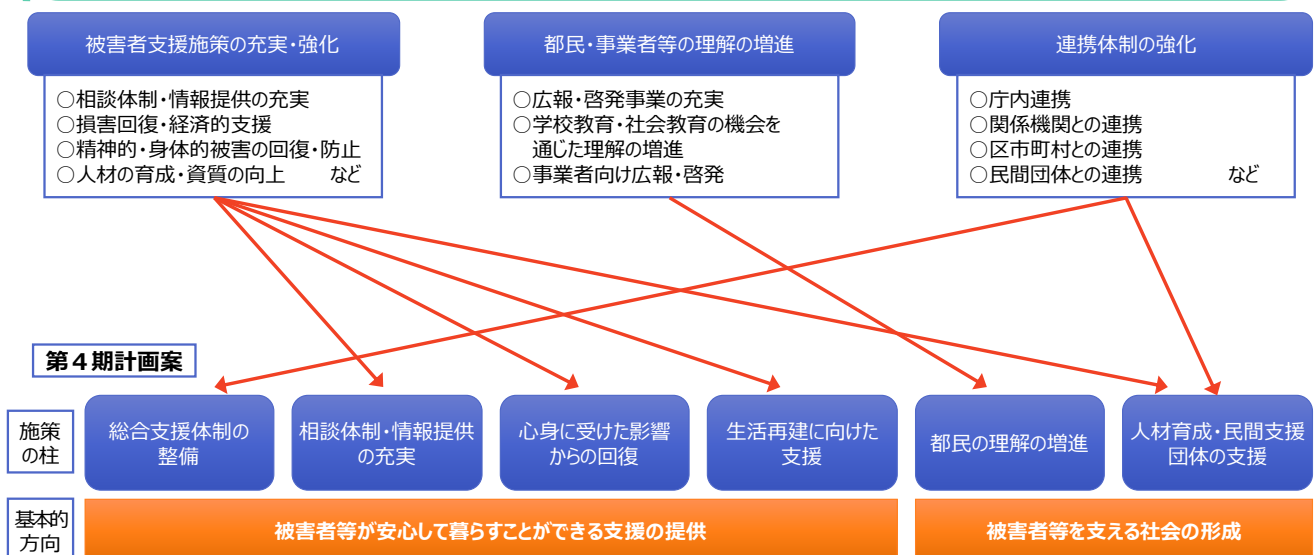 被害者支援施策の充実・強化
○相談体制・情報提供の充実
○損害回復・経済的支援
○精神的・身体的被害の回復・防止
○人材の育成・資質の向上 など
都民・事業者等の理解の増進
○広報・啓発事業の充実
○学校教育・社会教育の機会を
通じた理解の増進
○事業者向け広報・啓発
連携体制の強化
○庁内連携
○関係機関との連携
○区市町村との連携
○民間団体との連携 など
第4期計画案
施策
の柱
総合支援体制の
整備
相談体制・情報提供
の充実
心身に受けた影響
からの回復
生活再建に向けた
支援
都民の理解の増進
人材育成・民間支援
団体の支援
基本的
方向
被害者等が安心して暮らすことができる支援の提供
被害者等を支える社会の形成